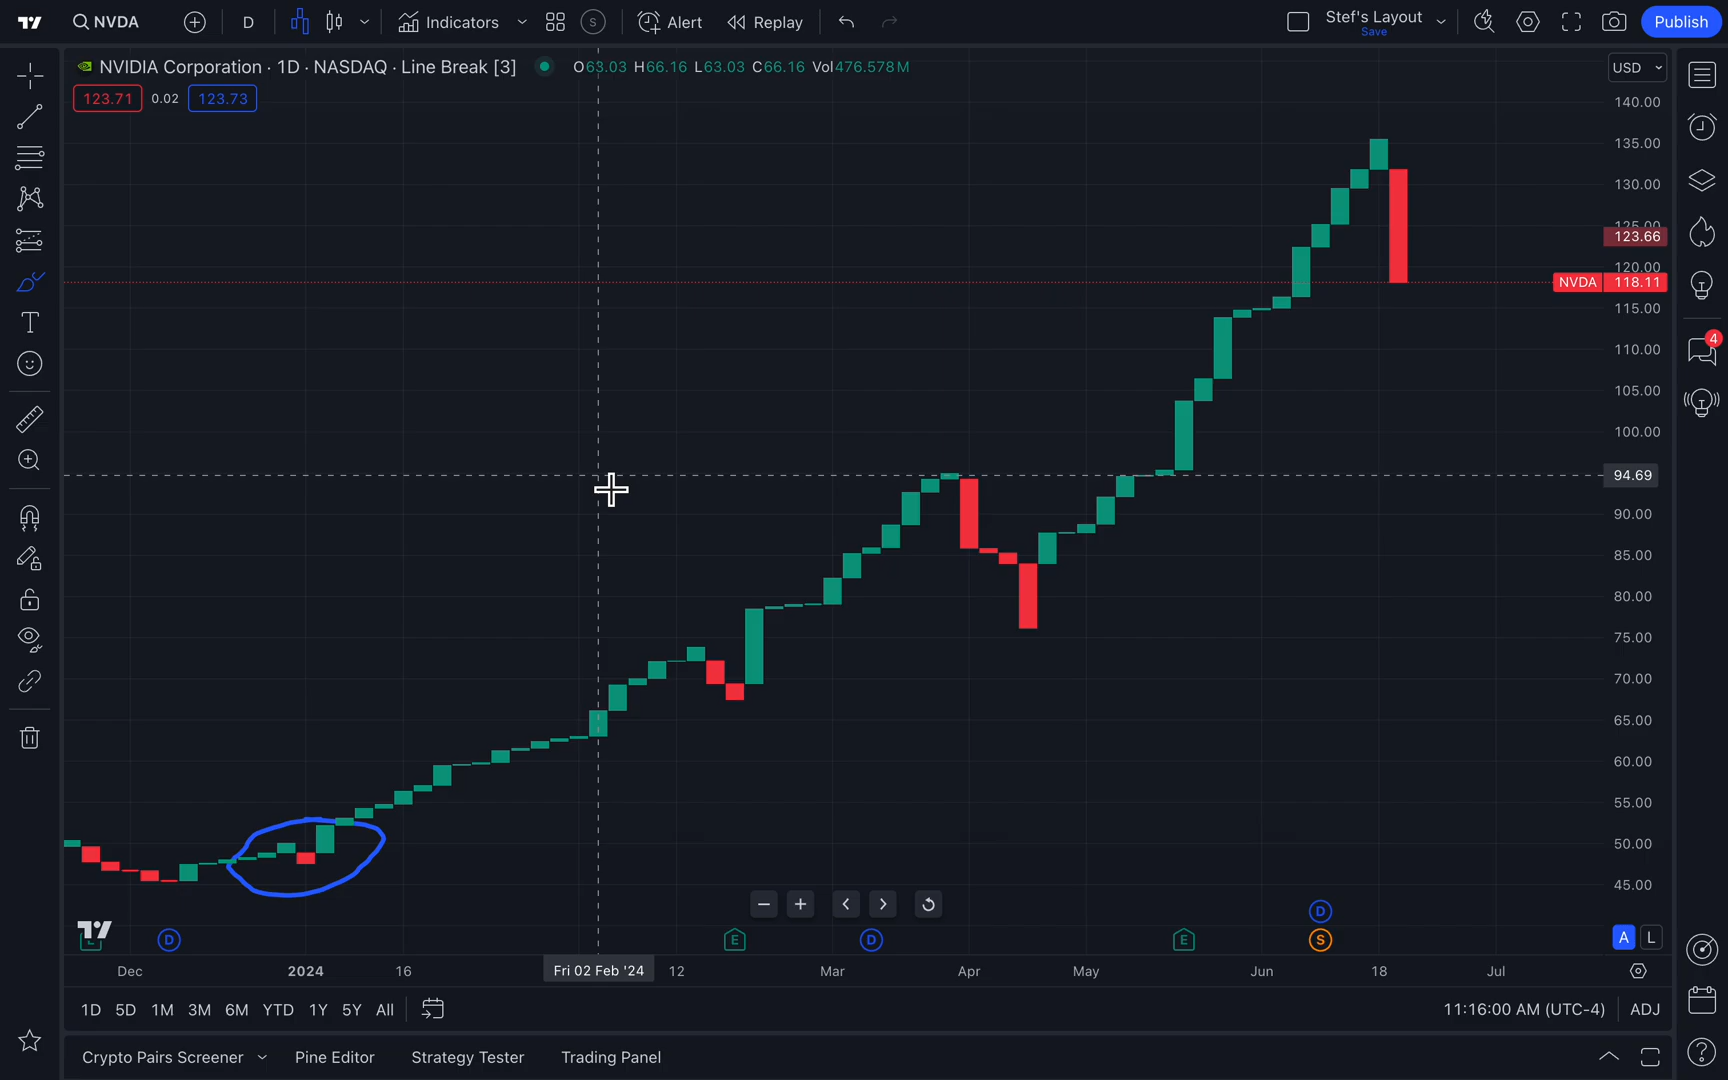 NVDA
D
Indicators
S
Alert
Replay
Stef's Layout
Save
Publish
NVIDIA Corporation · 1D · NASDAQ · Line Break [3]
O63.03 H66.16 L63.03 C66.16 Vol476.578M
USD
123.71
0.02
123.73
140.00
135.00
130.00
125.00
123.66
120.00
NVDA 118.11
115.00
110.00
105.00
100.00
94.69
90.00
85.00
80.00
75.00
70.00
65.00
60.00
55.00
50.00
45.00
4
D
E
D
E
D
S
A
L
Dec
2024
16
Fri 02 Feb '24
12
Mar
Apr
May
Jun
18
Jul
1D
5D
1M
3M
6M
YTD
1Y
5Y
All
11:16:00 AM (UTC-4)
ADJ
Crypto Pairs Screener
Pine Editor
Strategy Tester
Trading Panel